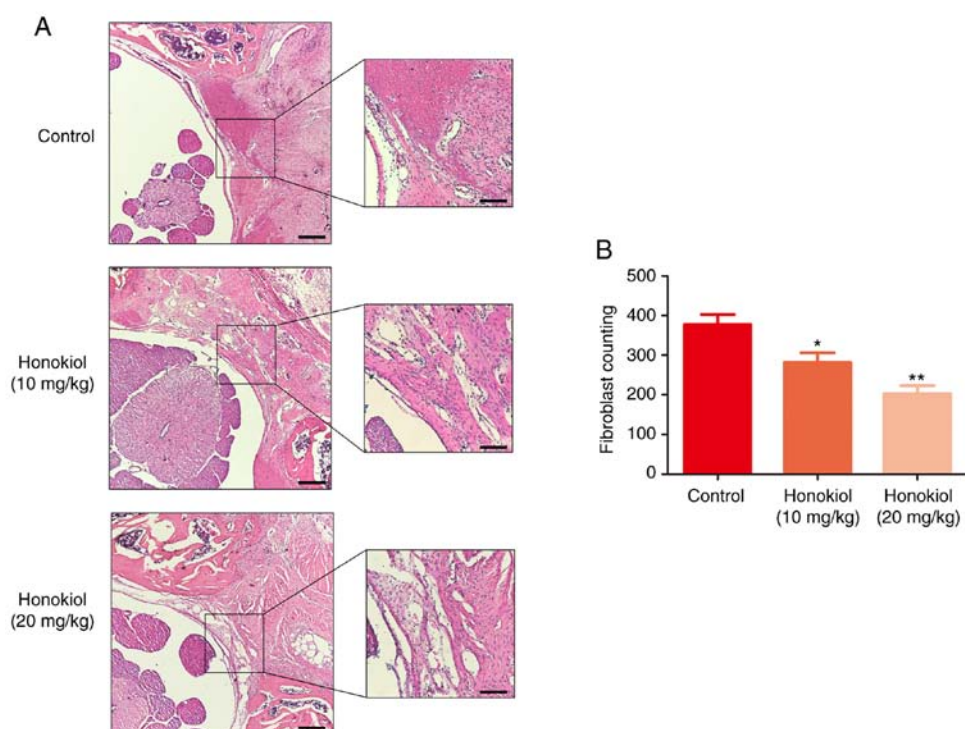 A
Control
Honokiol
(10 mg/kg)
Honokiol
(20 mg/kg)
B
Fibroblast counting
500
400
300
200
100
0
*
**
Control
Honokiol
(10 mg/kg)
Honokiol
(20 mg/kg)